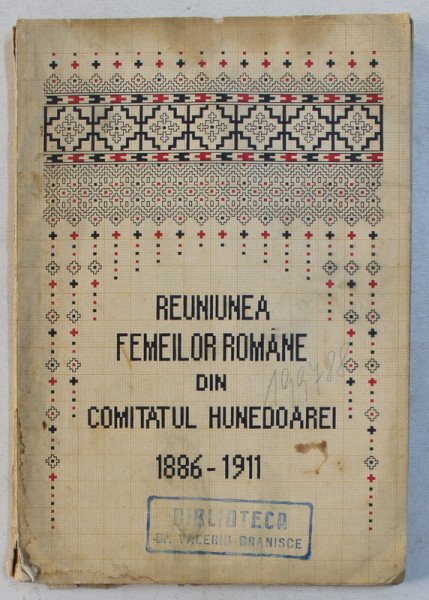 REUNIUNEA
FEMEILOR ROMÂNE
DIN
COMITATUL HUNEDOAREI
1886-1911
BIBLIOTECA
Dr. VALERIU BRANISCE